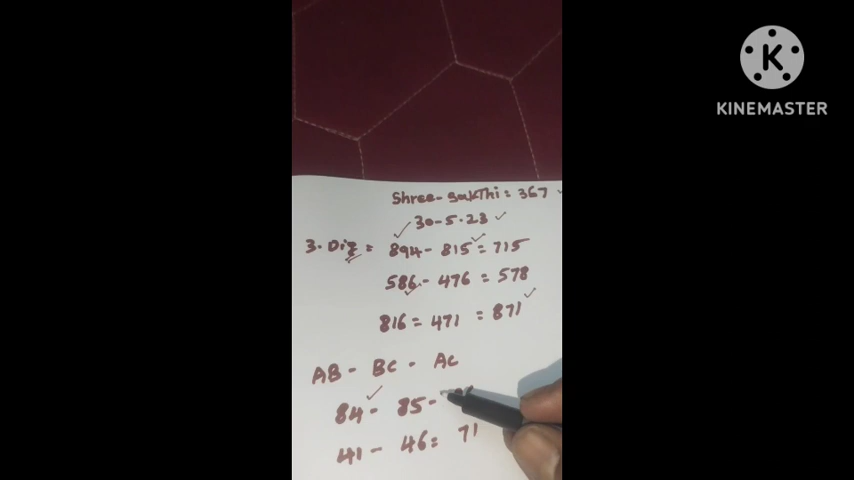 KINEMASTER
Shree-SakThi = 367
30-5-23
3. Diz = 894 - 815 = 715
586 - 476 = 578
816 = 471 = 871
AB - BC - AC
84 - 85 -
41 - 46 = 71